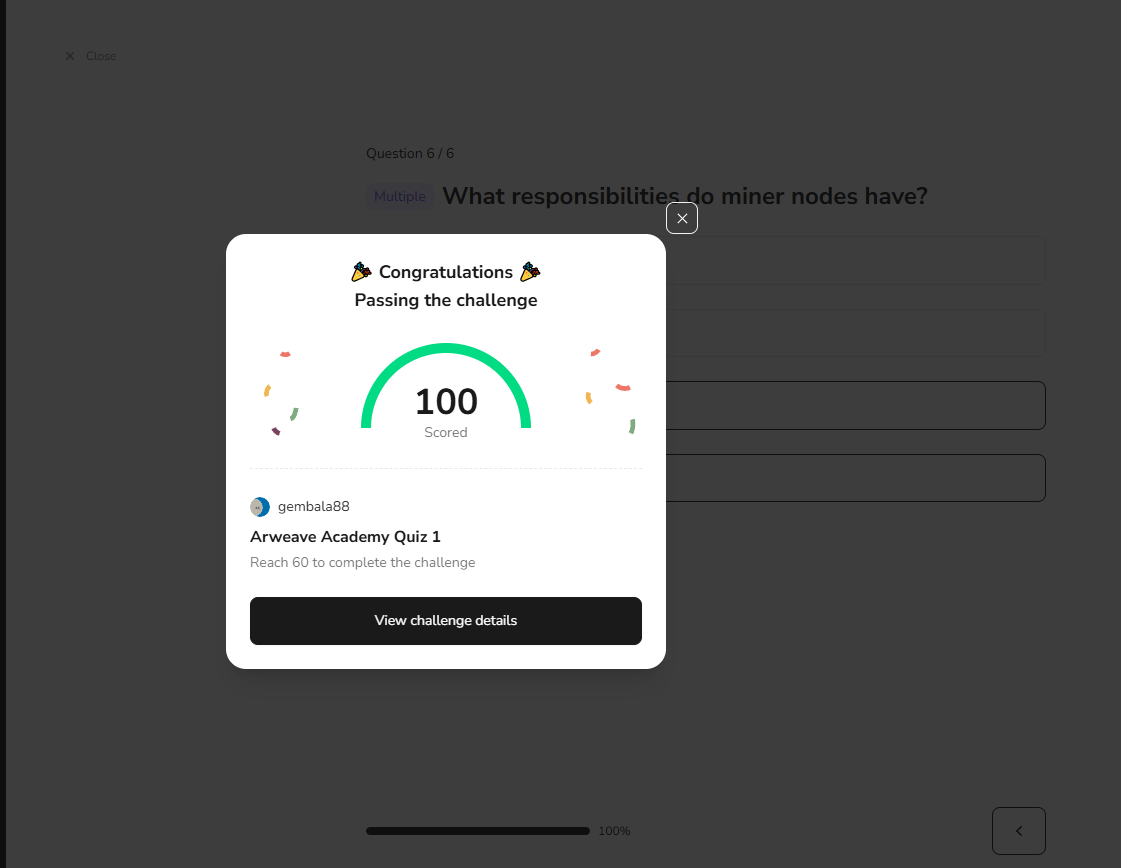 Close
Question 6 / 6
Multiple What responsibilities do miner nodes have?
Congratulations
Passing the challenge
100
Scored
gembala88
Arweave Academy Quiz 1
Reach 60 to complete the challenge
View challenge details
100%